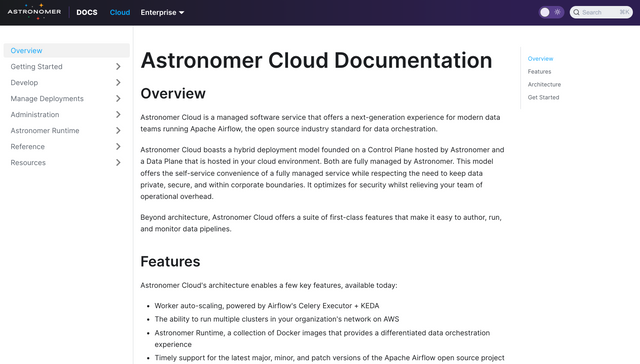 ASTRONOMER DOCS Cloud Enterprise Search ⌘K
Overview
Getting Started
Develop
Manage Deployments
Administration
Astronomer Runtime
Reference
Resources
Astronomer Cloud Documentation
Overview
Astronomer Cloud is a managed software service that offers a next-generation experience for modern data
teams running Apache Airflow, the open source industry standard for data orchestration.
Astronomer Cloud boasts a hybrid deployment model founded on a Control Plane hosted by Astronomer and
a Data Plane that is hosted in your cloud environment. Both are fully managed by Astronomer. This model
offers the self-service convenience of a fully managed service while respecting the need to keep data
private, secure, and within corporate boundaries. It optimizes for security whilst relieving your team of
operational overhead.
Beyond architecture, Astronomer Cloud offers a suite of first-class features that make it easy to author, run,
and monitor data pipelines.
Features
Astronomer Cloud's architecture enables a few key features, available today:
• Worker auto-scaling, powered by Airflow's Celery Executor + KEDA
• The ability to run multiple clusters in your organization's network on AWS
• Astronomer Runtime, a collection of Docker images that provides a differentiated data orchestration
experience
• Timely support for the latest major, minor, and patch versions of the Apache Airflow open source project
Overview
Features
Architecture
Get Started